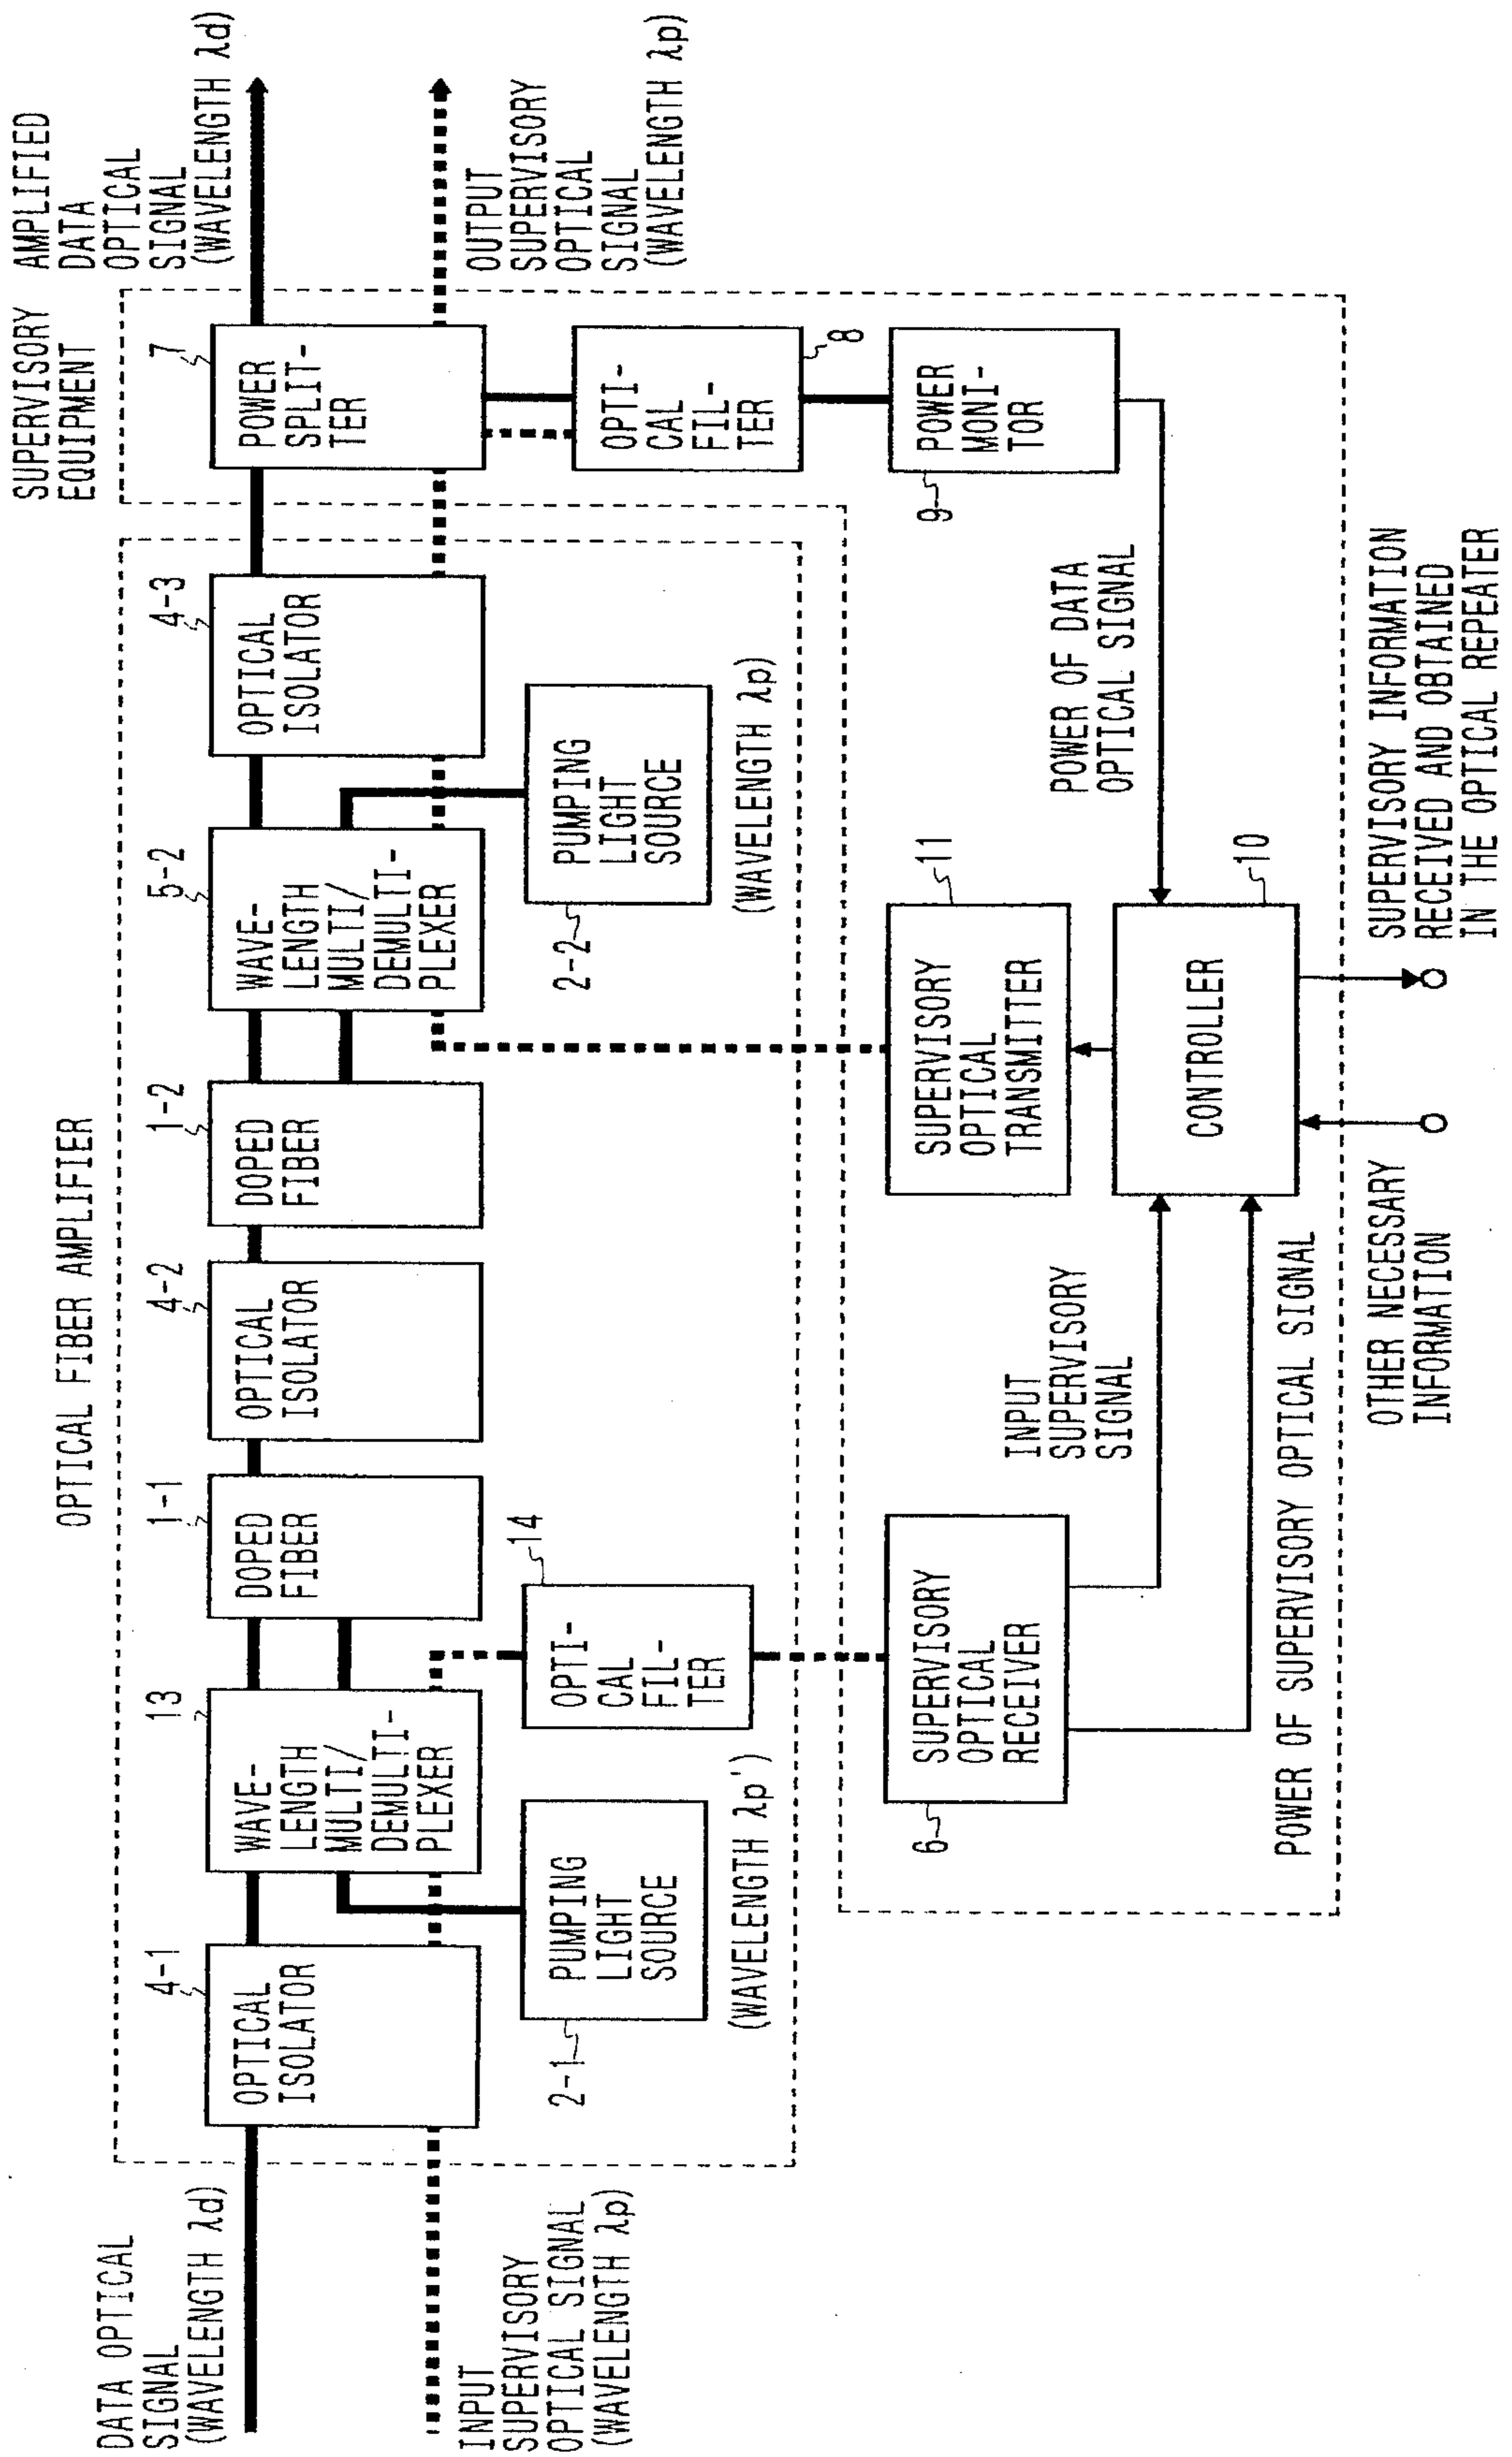 OPTICAL FIBER AMPLIFIER
SUPERVISORY
EQUIPMENT
DATA OPTICAL
SIGNAL
(WAVELENGTH λd)
INPUT
SUPERVISORY
OPTICAL SIGNAL
(WAVELENGTH λp)
4-1
OPTICAL
ISOLATOR
13
WAVE-
LENGTH
MULTI/
DEMULTI-
PLEXER
2-1
PUMPING
LIGHT
SOURCE
(WAVELENGTH λp')
1-1
DOPED
FIBER
14
OPTI-
CAL
FIL-
TER
4-2
OPTICAL
ISOLATOR
1-2
DOPED
FIBER
5-2
WAVE-
LENGTH
MULTI/
DEMULTI-
PLEXER
2-2
PUMPING
LIGHT
SOURCE
(WAVELENGTH λp)
4-3
OPTICAL
ISOLATOR
7
POWER
SPLIT-
TER
AMPLIFIED
DATA
OPTICAL
SIGNAL
(WAVELENGTH λd)
OUTPUT
SUPERVISORY
OPTICAL
SIGNAL
(WAVELENGTH λp)
8
OPTI-
CAL
FIL-
TER
9
POWER
MONI-
TOR
6
SUPERVISORY
OPTICAL
RECEIVER
INPUT
SUPERVISORY
SIGNAL
POWER OF SUPERVISORY OPTICAL SIGNAL
11
SUPERVISORY
OPTICAL
TRANSMITTER
10
CONTROLLER
POWER OF DATA
OPTICAL SIGNAL
OTHER NECESSARY
INFORMATION
SUPERVISORY INFORMATION
RECEIVED AND OBTAINED
IN THE OPTICAL REPEATER